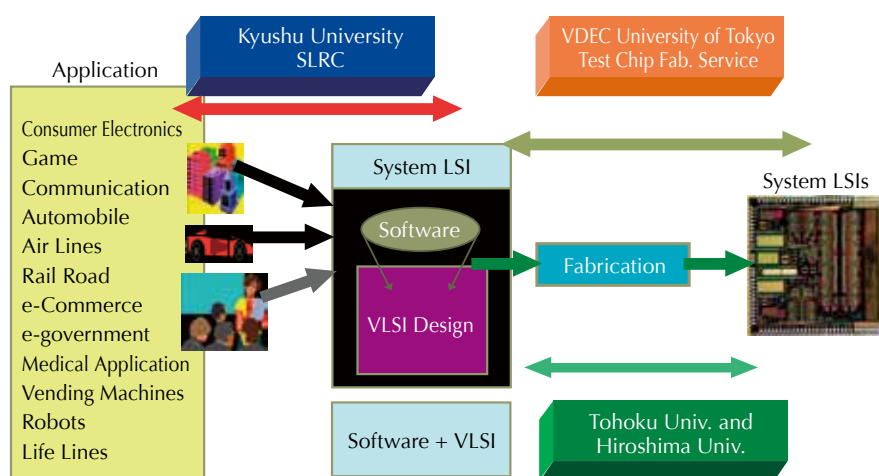 Kyushu University
SLRC
VDEC University of Tokyo
Test Chip Fab. Service
Application
Consumer Electronics
Game
Communication
Automobile
Air Lines
Rail Road
e-Commerce
e-government
Medical Application
Vending Machines
Robots
Life Lines
System LSI
Software
VLSI Design
Software + VLSI
Fabrication
System LSIs
Tohoku Univ. and
Hiroshima Univ.